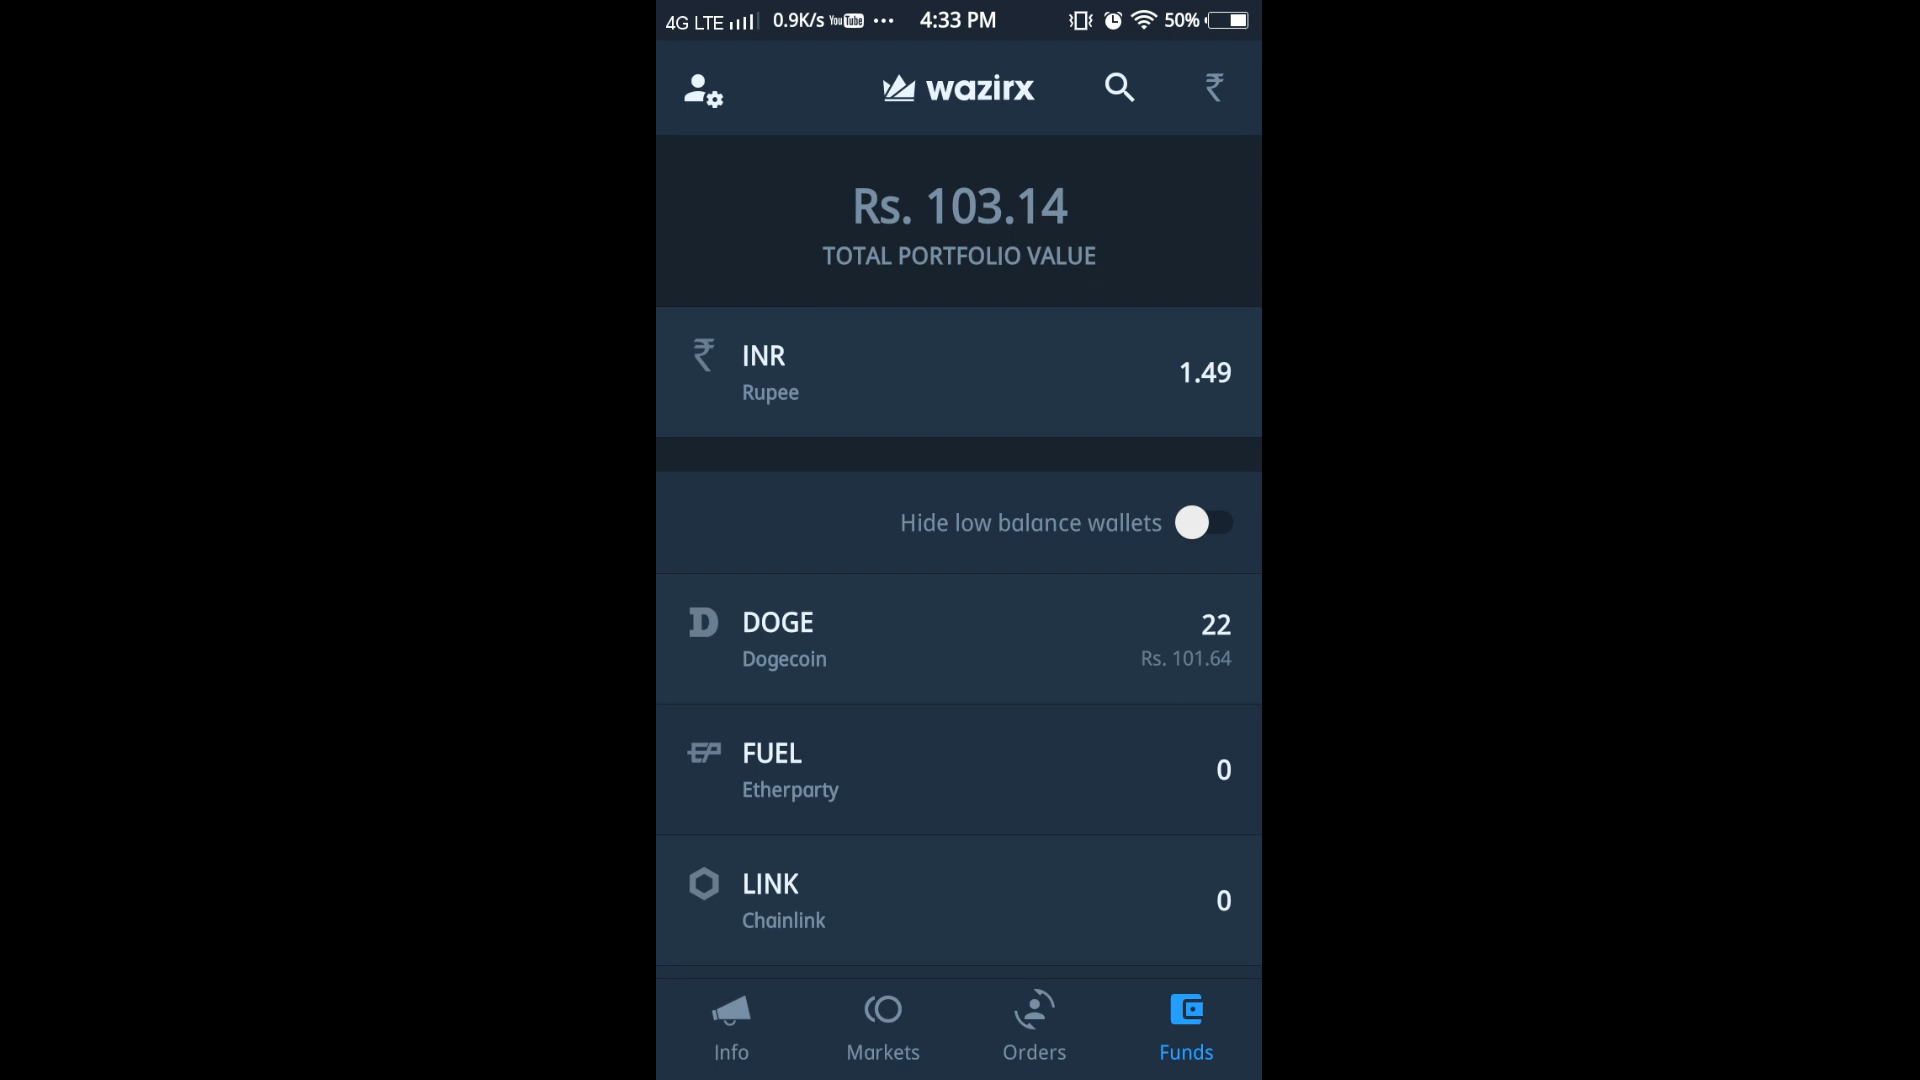 4G LTE 0.9K/s YouTube ... 4:33 PM 50%
wazirx ₹
Rs. 103.14
TOTAL PORTFOLIO VALUE
₹ INR 1.49
Rupee
Hide low balance wallets
DOGE 22
Dogecoin Rs. 101.64
FUEL 0
Etherparty
LINK 0
Chainlink
Info Markets Orders Funds